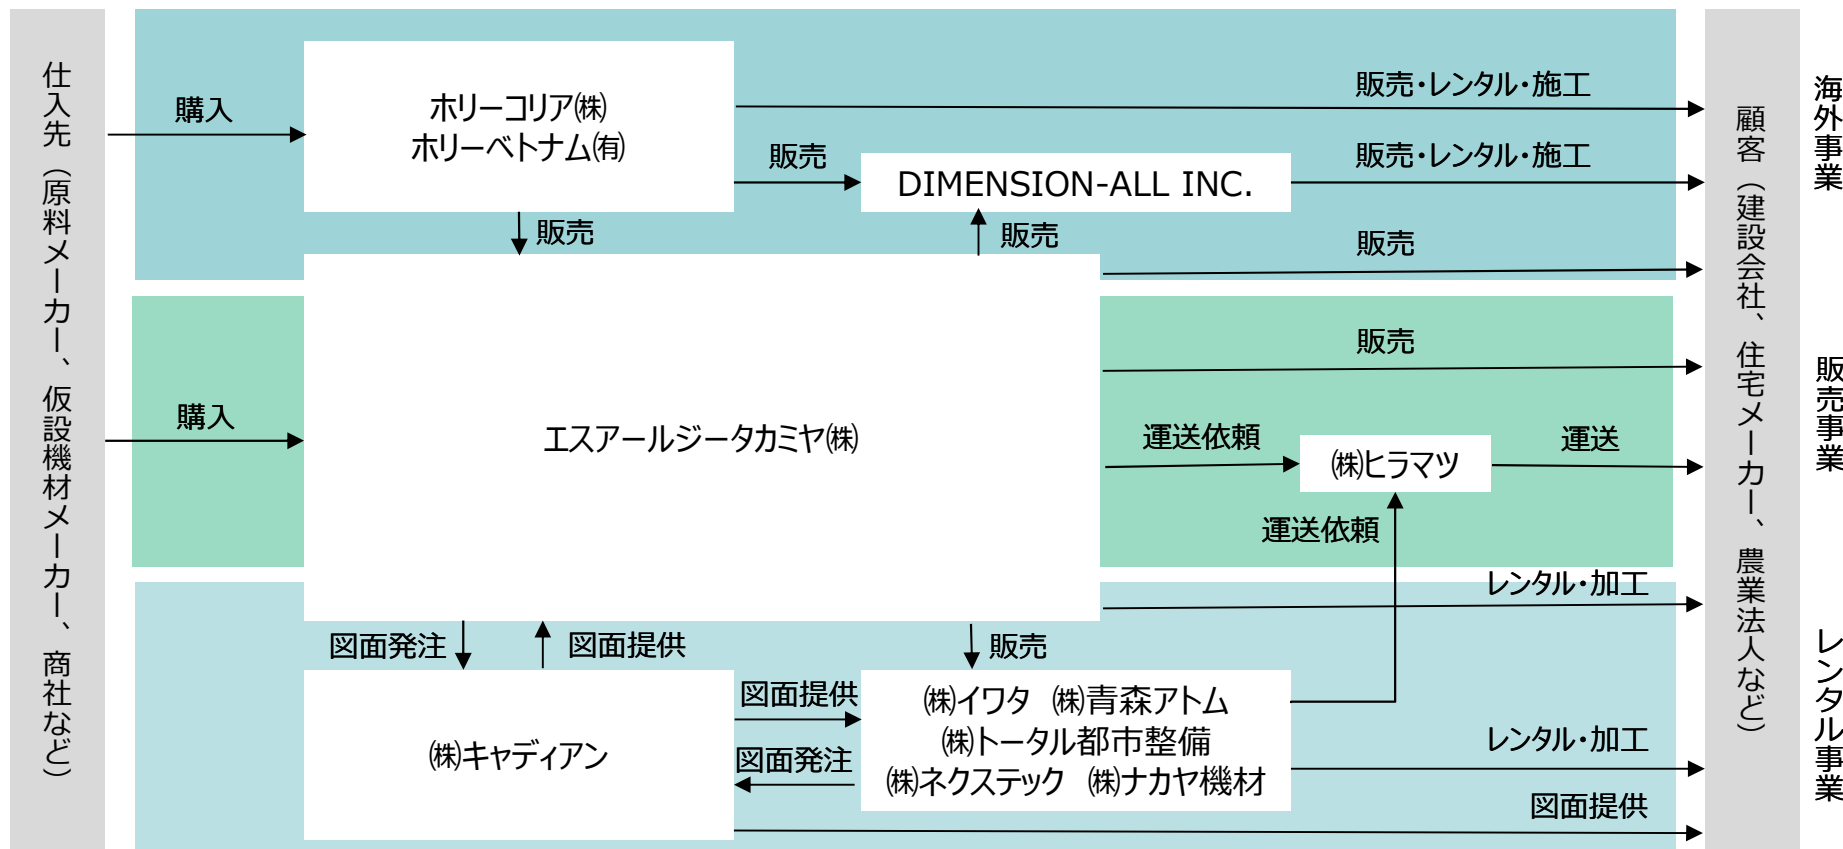 仕入先（原料メーカー、仮設機材メーカー、商社など）
購入
ホリーコリア㈱
ホリーベトナム㈲
販売・レンタル・施工
販売
DIMENSION-ALL INC.
販売・レンタル・施工
販売
販売
販売
海外事業
顧客（建設会社、住宅メーカー、農業法人など）
購入
エスアールジータカミヤ㈱
販売
運送依頼
㈱ヒラマツ
運送
運送依頼
販売事業
レンタル・加工
図面発注
図面提供
販売
㈱キャディアン
図面提供
図面発注
㈱イワタ　㈱青森アトム
㈱トータル都市整備
㈱ネクステック　㈱ナカヤ機材
レンタル・加工
図面提供
レンタル事業